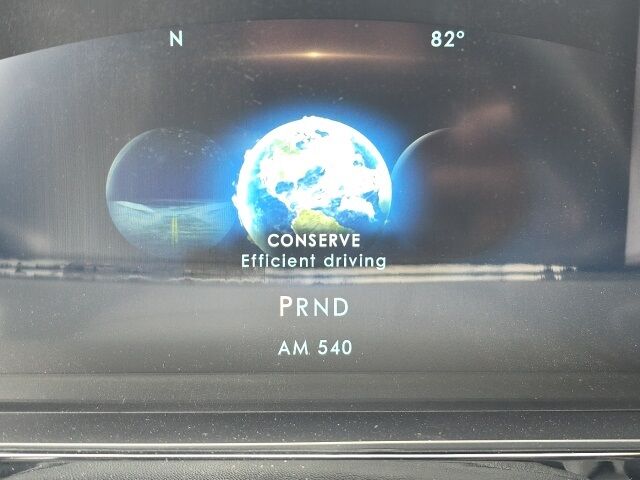 N 82°
CONSERVE
Efficient driving
PRND
AM 540